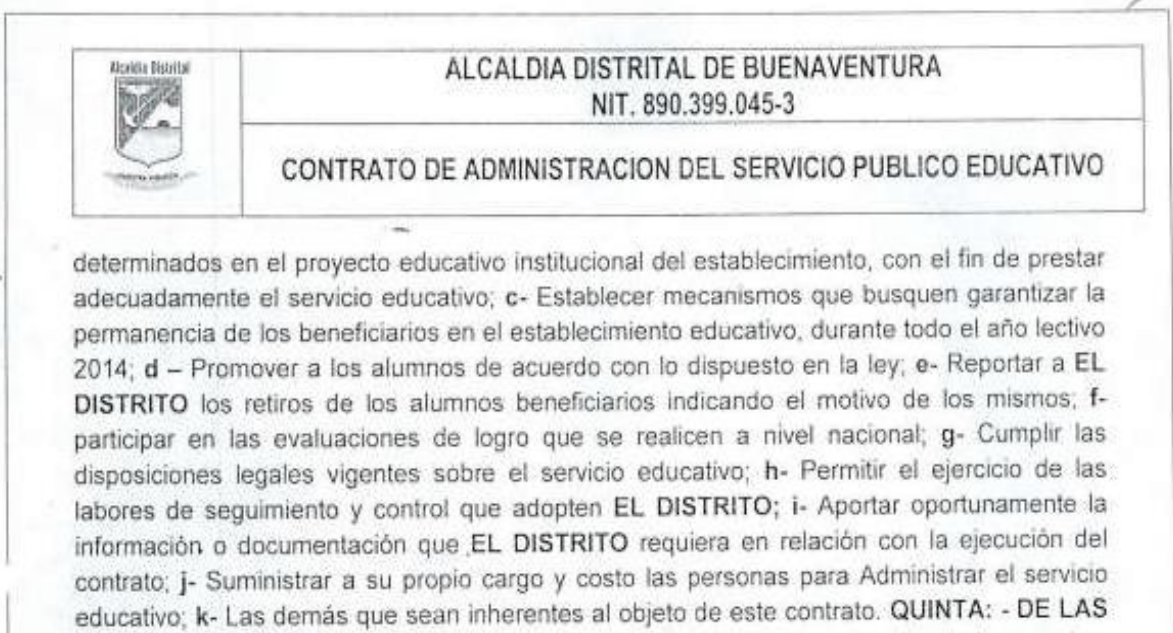 Alcaldía Distrital
ALCALDIA DISTRITAL DE BUENAVENTURA
NIT. 890.399.045-3
CONTRATO DE ADMINISTRACION DEL SERVICIO PUBLICO EDUCATIVO
determinados en el proyecto educativo institucional del establecimiento, con el fin de prestar
adecuadamente el servicio educativo; c- Establecer mecanismos que busquen garantizar la
permanencia de los beneficiarios en el establecimiento educativo, durante todo el año lectivo
2014; d – Promover a los alumnos de acuerdo con lo dispuesto en la ley; e- Reportar a EL
DISTRITO los retiros de los alumnos beneficiarios indicando el motivo de los mismos; f-
participar en las evaluaciones de logro que se realicen a nivel nacional; g- Cumplir las
disposiciones legales vigentes sobre el servicio educativo; h- Permitir el ejercicio de las
labores de seguimiento y control que adopten EL DISTRITO; i- Aportar oportunamente la
información o documentación que EL DISTRITO requiera en relación con la ejecución del
contrato; j- Suministrar a su propio cargo y costo las personas para Administrar el servicio
educativo; k- Las demás que sean inherentes al objeto de este contrato. QUINTA: - DE LAS